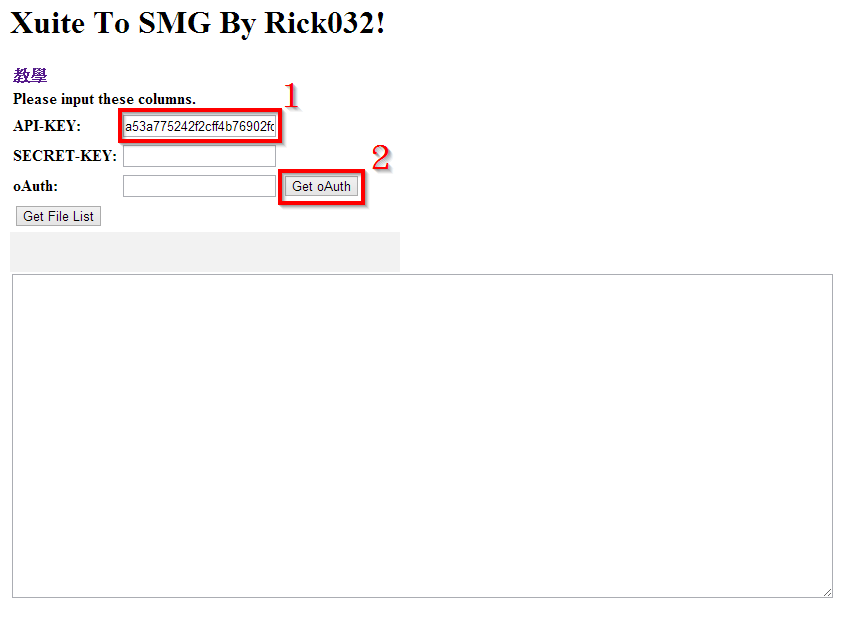 Xuite To SMG By Rick032!
教學
Please input these columns.
1
API-KEY: a53a775242f2cff4b76902fc
SECRET-KEY:
2
oAuth: Get oAuth
Get File List